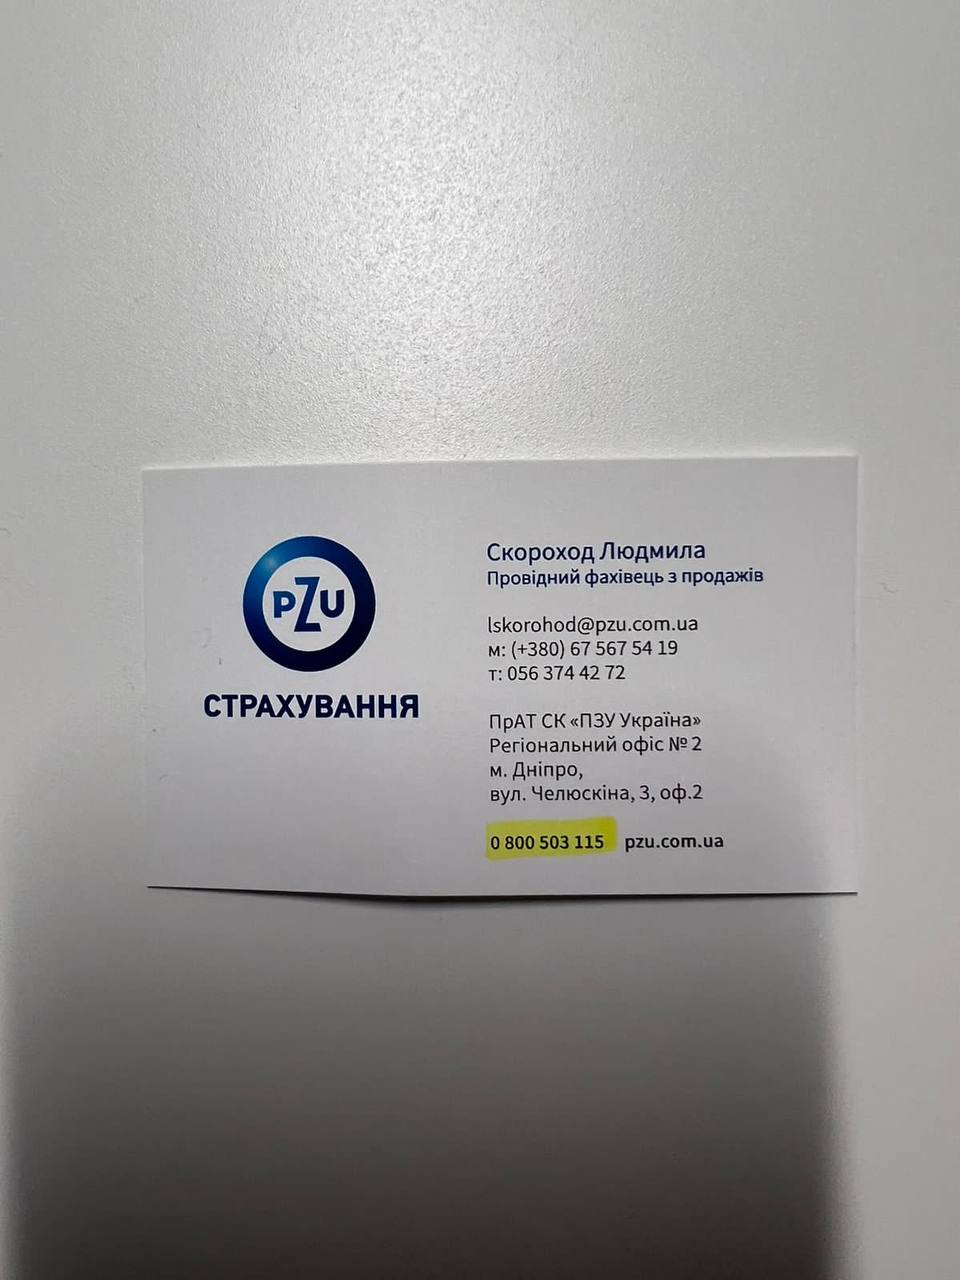 PZU
СТРАХУВАННЯ
Скороход Людмила
Провідний фахівець з продажів
lskorohod@pzu.com.ua
м: (+380) 67 567 54 19
т: 056 374 42 72
ПрАТ СК «ПЗУ Україна»
Регіональний офіс № 2
м. Дніпро,
вул. Челюскіна, 3, оф.2
0 800 503 115 pzu.com.ua